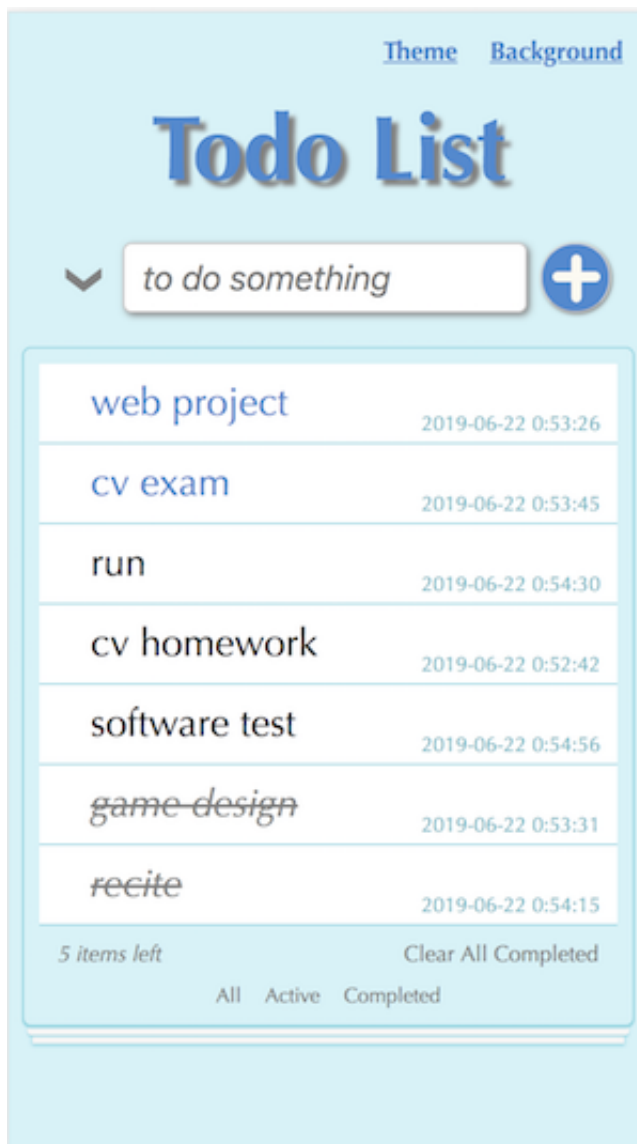 Theme Background
Todo List
to do something
web project 2019-06-22 0:53:26
cv exam 2019-06-22 0:53:45
run 2019-06-22 0:54:30
cv homework 2019-06-22 0:52:42
software test 2019-06-22 0:54:56
game design 2019-06-22 0:53:31
recite 2019-06-22 0:54:15
5 items left Clear All Completed
All Active Completed